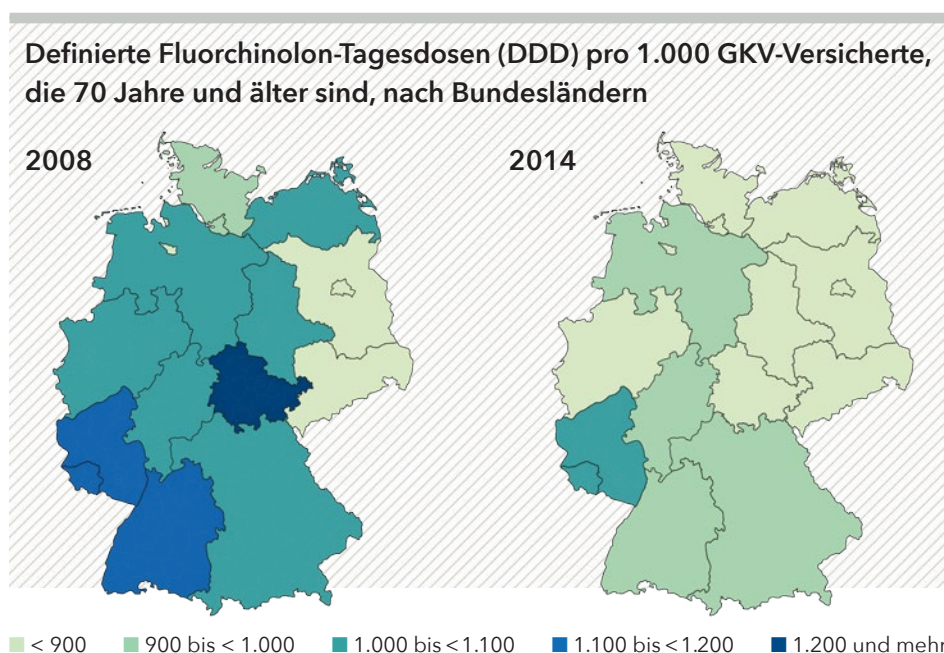 Definierte Fluorchinolon-Tagesdosen (DDD) pro 1.000 GKV-Versicherte,
die 70 Jahre und älter sind, nach Bundesländern
2008
2014
< 900
900 bis < 1.000
1.000 bis < 1.100
1.100 bis < 1.200
1.200 und mehr